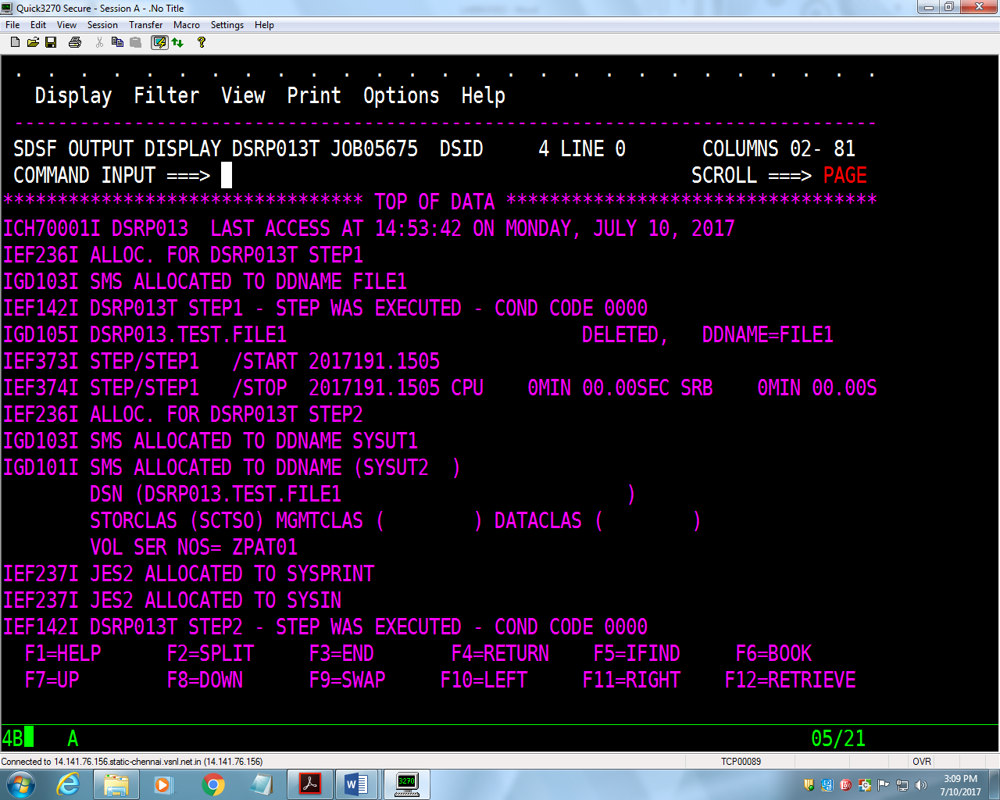 Quick3270 Secure - Session A - .No Title
File Edit View Session Transfer Macro Settings Help
. . . . . . . . . . . . . . . . . . . . . . . . . . .
Display Filter View Print Options Help
-------------------------------------------------------------------------------
SDSF OUTPUT DISPLAY DSRP013T JOB05675 DSID 4 LINE 0 COLUMNS 02- 81
COMMAND INPUT ===> SCROLL ===> PAGE
********************************* TOP OF DATA **********************************
ICH70001I DSRP013 LAST ACCESS AT 14:53:42 ON MONDAY, JULY 10, 2017
IEF236I ALLOC. FOR DSRP013T STEP1
IGD103I SMS ALLOCATED TO DDNAME FILE1
IEF142I DSRP013T STEP1 - STEP WAS EXECUTED - COND CODE 0000
IGD105I DSRP013.TEST.FILE1 DELETED, DDNAME=FILE1
IEF373I STEP/STEP1 /START 2017191.1505
IEF374I STEP/STEP1 /STOP 2017191.1505 CPU 0MIN 00.00SEC SRB 0MIN 00.00S
IEF236I ALLOC. FOR DSRP013T STEP2
IGD103I SMS ALLOCATED TO DDNAME SYSUT1
IGD101I SMS ALLOCATED TO DDNAME (SYSUT2 )
DSN (DSRP013.TEST.FILE1 )
STORCLAS (SCTSO) MGMTCLAS ( ) DATACLAS ( )
VOL SER NOS= ZPAT01
IEF237I JES2 ALLOCATED TO SYSPRINT
IEF237I JES2 ALLOCATED TO SYSIN
IEF142I DSRP013T STEP2 - STEP WAS EXECUTED - COND CODE 0000
F1=HELP F2=SPLIT F3=END F4=RETURN F5=IFIND F6=BOOK
F7=UP F8=DOWN F9=SWAP F10=LEFT F11=RIGHT F12=RETRIEVE
4B A 05/21
Connected to 14.141.76.156.static-chennai.vsnl.net.in (14.141.76.156) TCP00089 OVR
3270
3:09 PM
7/10/2017